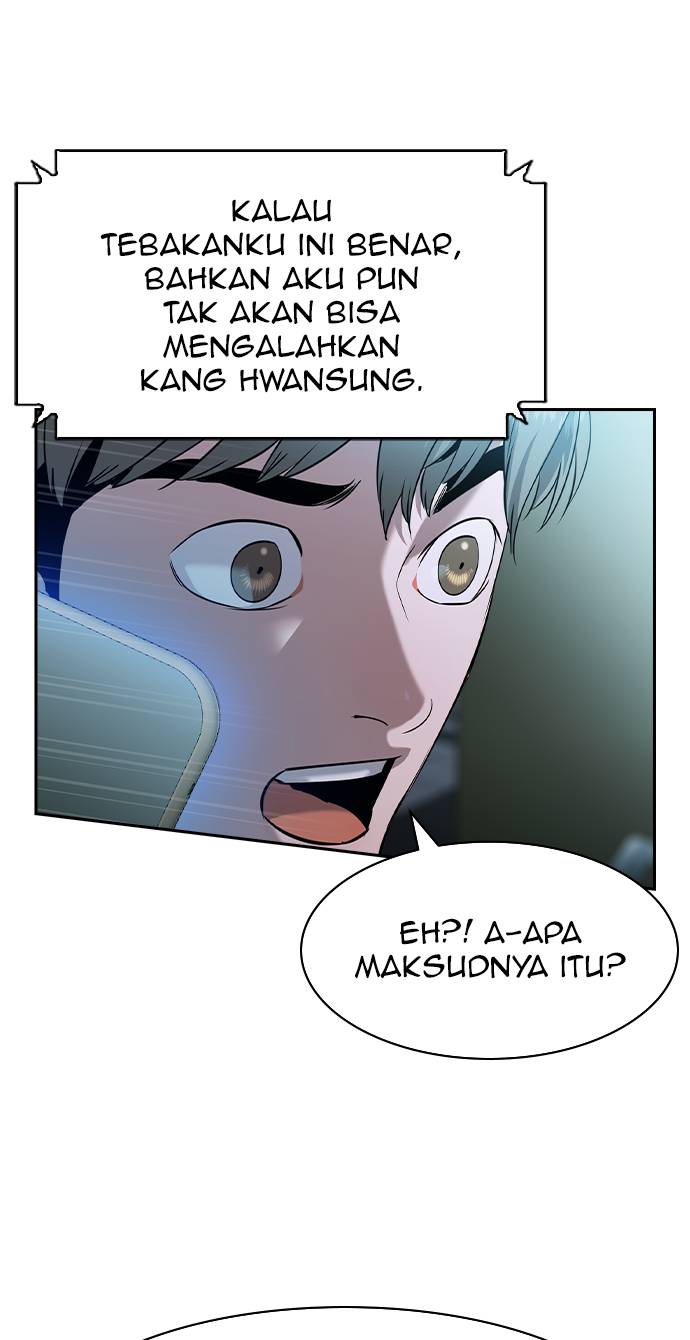 KALAU
TEBAKANKU INI BENAR,
BAHKAN AKU PUN
TAK AKAN BISA
MENGALAHKAN
KANG HWANSUNG.
EH?! A-APA
MAKSUDNYA ITU?